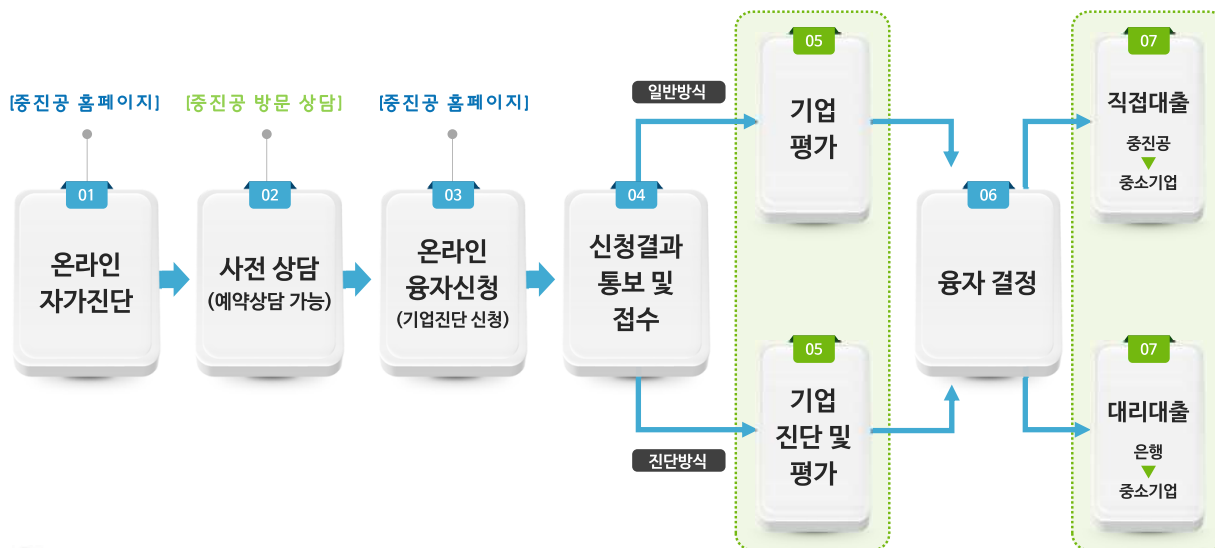 [중진공 홈페이지]
01
온라인
자가진단
[중진공 방문 상담]
02
사전 상담
(예약상담 가능)
[중진공 홈페이지]
03
온라인
융자신청
(기업진단 신청)
04
신청결과
통보 및
접수
일반방식
05
기업
평가
진단방식
05
기업
진단 및
평가
06
융자 결정
07
직접대출
중진공
중소기업
07
대리대출
은행
중소기업